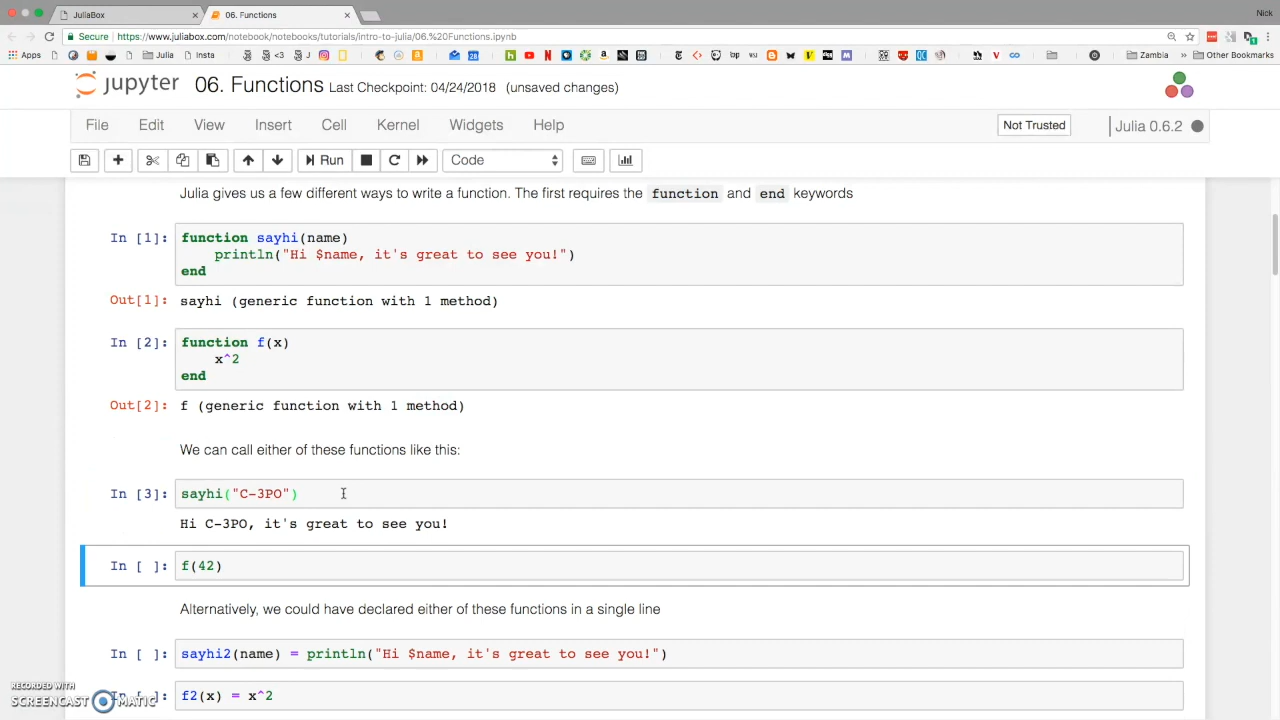 JuliaBox
06. Functions
Nick
Secure https://www.juliabox.com/notebook/notebooks/tutorials/intro-to-julia/06.%20Functions.ipynb
Apps Julia Insta <3 J 28 Zambia » Other Bookmarks
jupyter 06. Functions Last Checkpoint: 04/24/2018 (unsaved changes)
File Edit View Insert Cell Kernel Widgets Help Not Trusted Julia 0.6.2
Run Code
Julia gives us a few different ways to write a function. The first requires the function and end keywords
In [1]: function sayhi(name)
println("Hi $name, it's great to see you!")
end
Out[1]: sayhi (generic function with 1 method)
In [2]: function f(x)
x^2
end
Out[2]: f (generic function with 1 method)
We can call either of these functions like this:
In [3]: sayhi("C-3PO")
Hi C-3PO, it's great to see you!
In [ ]: f(42)
Alternatively, we could have declared either of these functions in a single line
In [ ]: sayhi2(name) = println("Hi $name, it's great to see you!")
In [ ]: f2(x) = x^2
RECORDED WITH
SCREENCAST MATIC